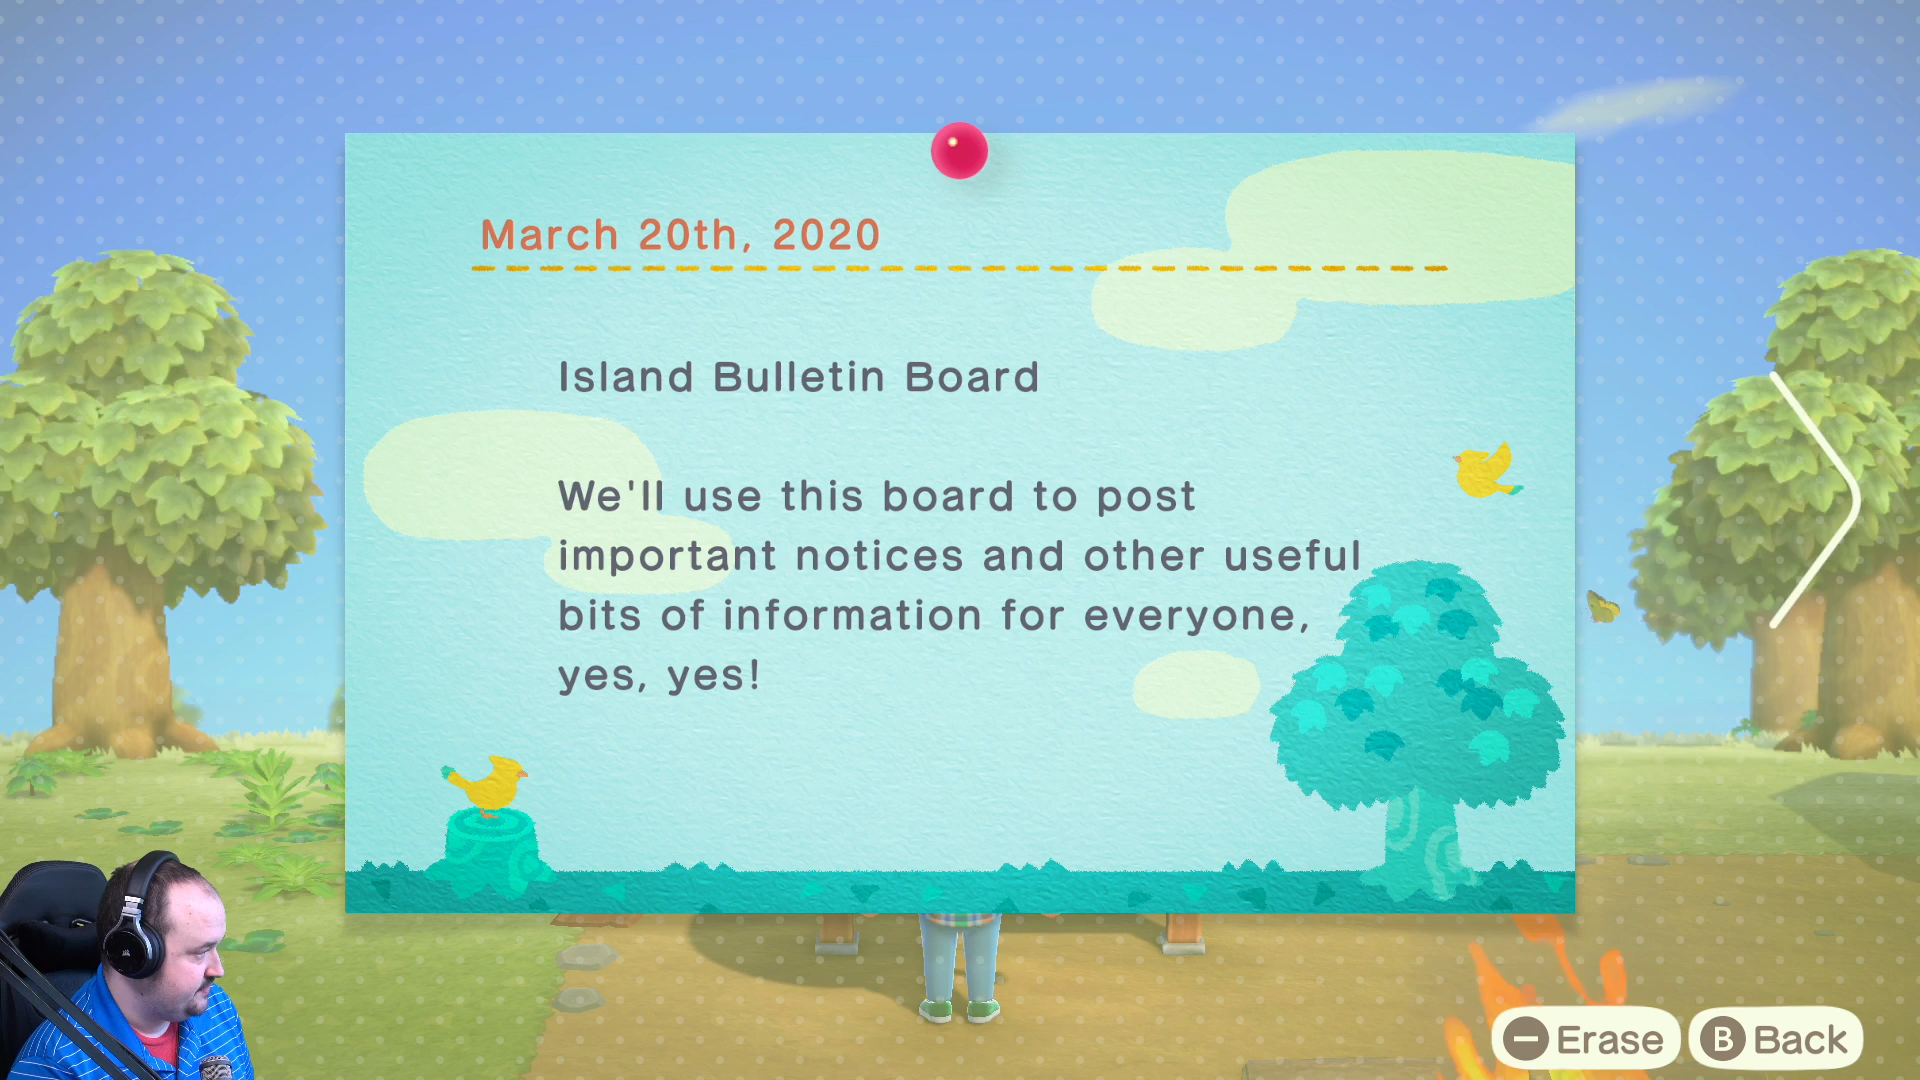 March 20th, 2020
Island Bulletin Board
We'll use this board to post
important notices and other useful
bits of information for everyone,
yes, yes!
Erase
B Back